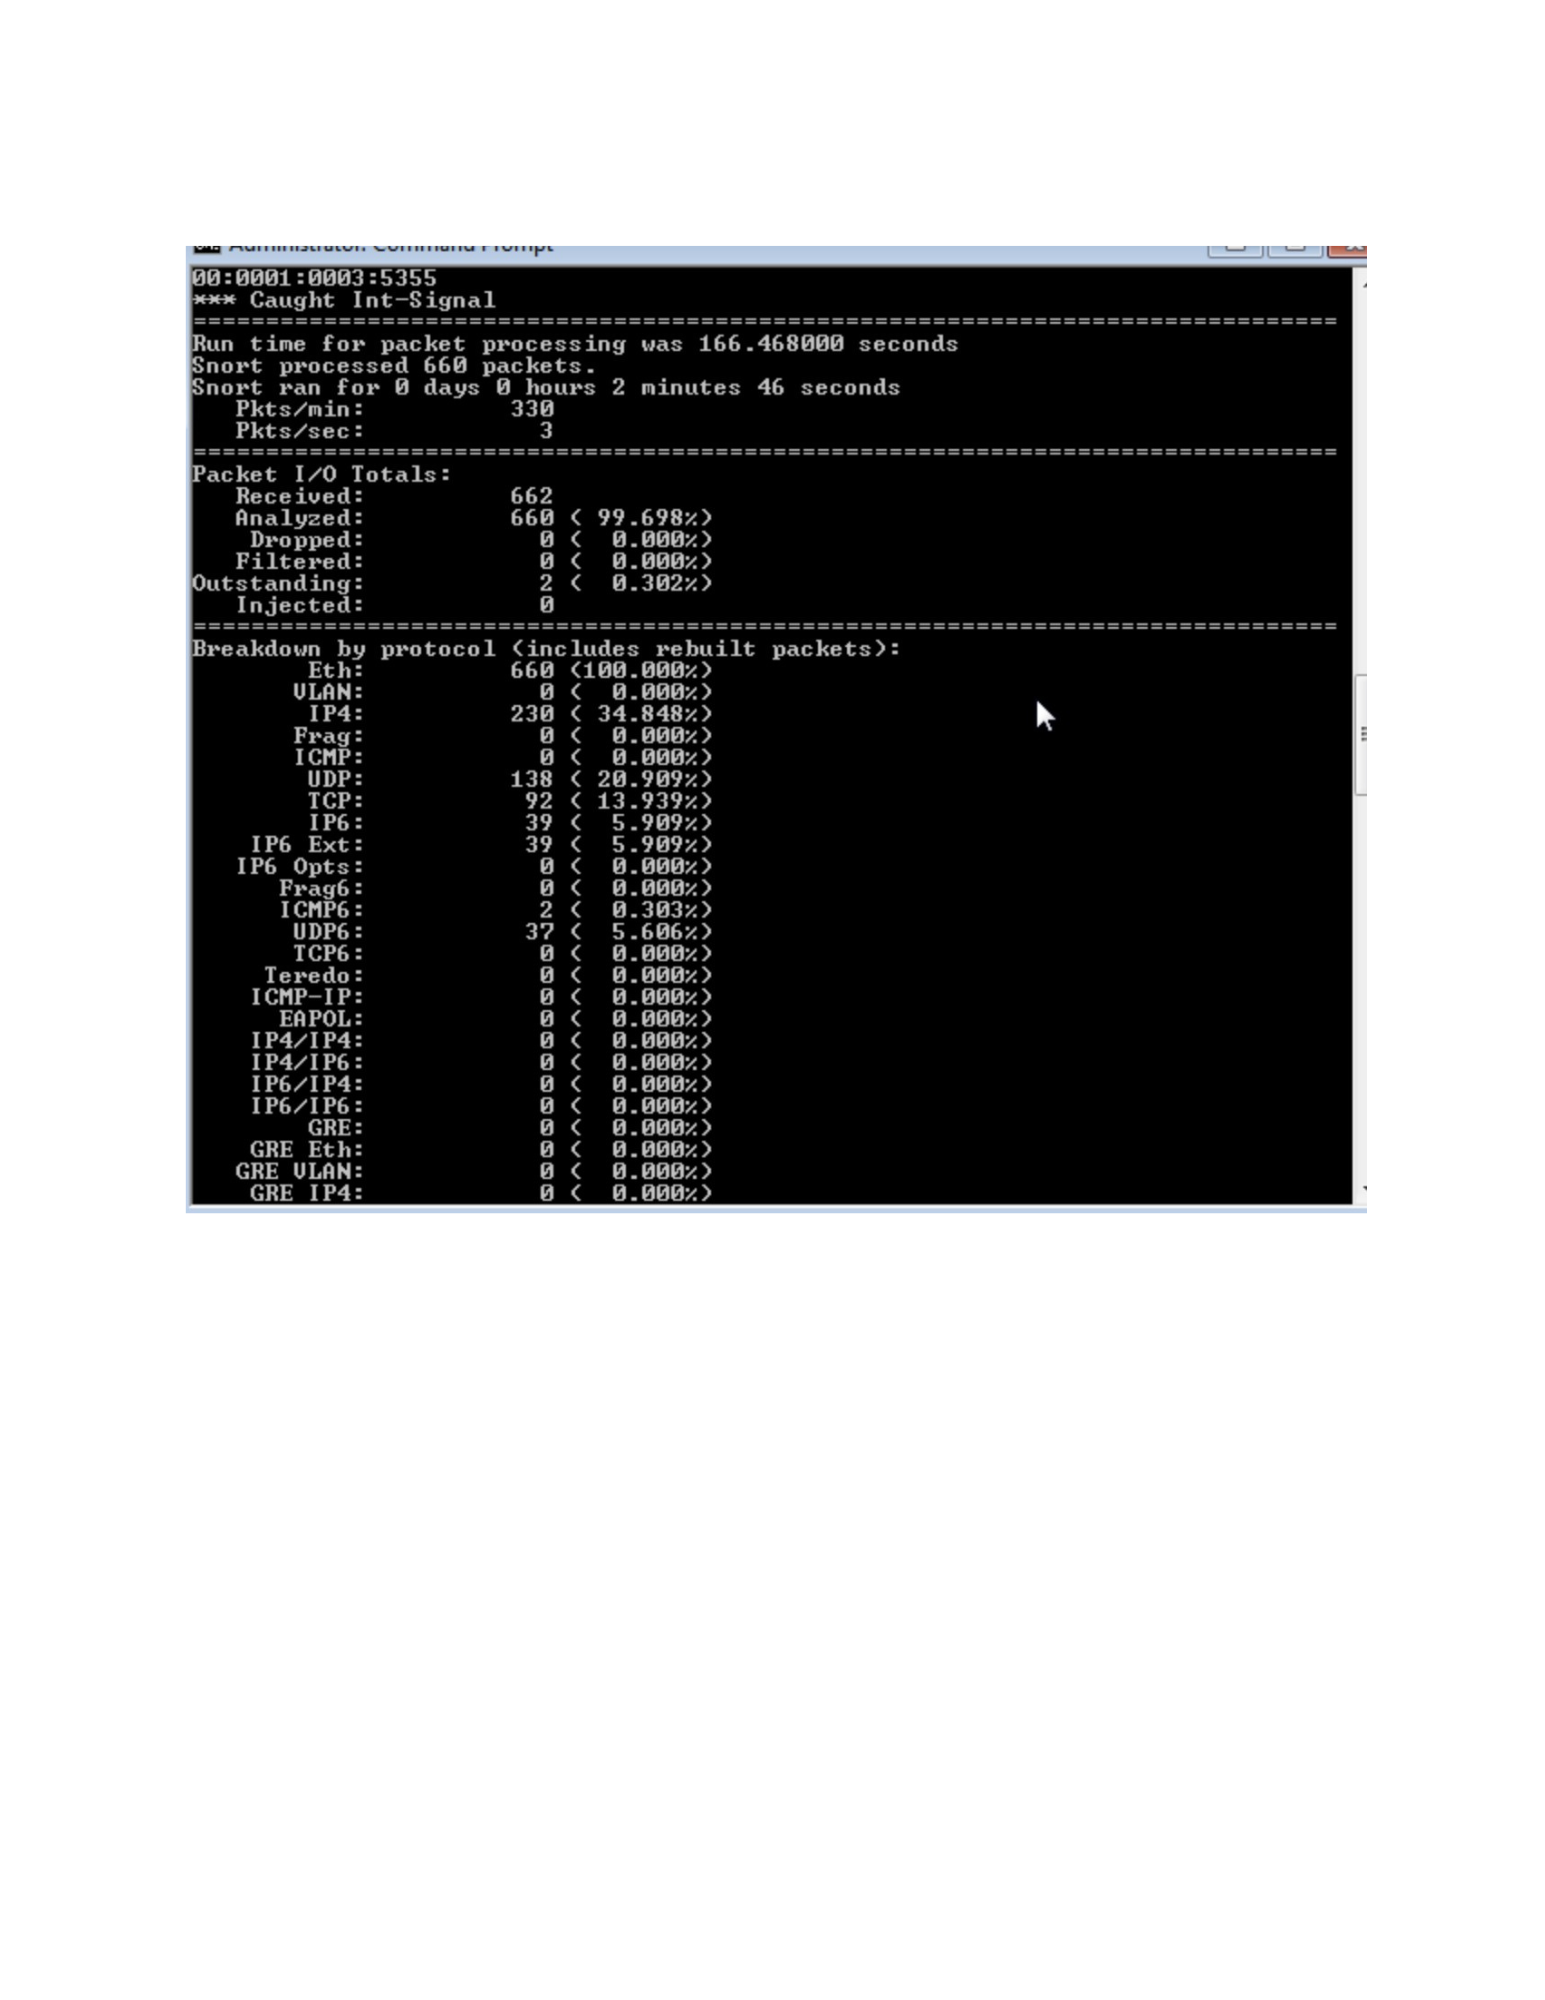 Administrator: Command Prompt
00:0001:0003:5355
*** Caught Int-Signal
===============================================================================
Run time for packet processing was 166.468000 seconds
Snort processed 660 packets.
Snort ran for 0 days 0 hours 2 minutes 46 seconds
Pkts/min: 330
Pkts/sec: 3
===============================================================================
Packet I/O Totals:
Received: 662
Analyzed: 660 ( 99.698%)
Dropped: 0 ( 0.000%)
Filtered: 0 ( 0.000%)
Outstanding: 2 ( 0.302%)
Injected: 0
===============================================================================
Breakdown by protocol (includes rebuilt packets):
Eth: 660 (100.000%)
VLAN: 0 ( 0.000%)
IP4: 230 ( 34.848%)
Frag: 0 ( 0.000%)
ICMP: 0 ( 0.000%)
UDP: 138 ( 20.909%)
TCP: 92 ( 13.939%)
IP6: 39 ( 5.909%)
IP6 Ext: 39 ( 5.909%)
IP6 Opts: 0 ( 0.000%)
Frag6: 0 ( 0.000%)
ICMP6: 2 ( 0.303%)
UDP6: 37 ( 5.606%)
TCP6: 0 ( 0.000%)
Teredo: 0 ( 0.000%)
ICMP-IP: 0 ( 0.000%)
EAPOL: 0 ( 0.000%)
IP4/IP4: 0 ( 0.000%)
IP4/IP6: 0 ( 0.000%)
IP6/IP4: 0 ( 0.000%)
IP6/IP6: 0 ( 0.000%)
GRE: 0 ( 0.000%)
GRE Eth: 0 ( 0.000%)
GRE VLAN: 0 ( 0.000%)
GRE IP4: 0 ( 0.000%)